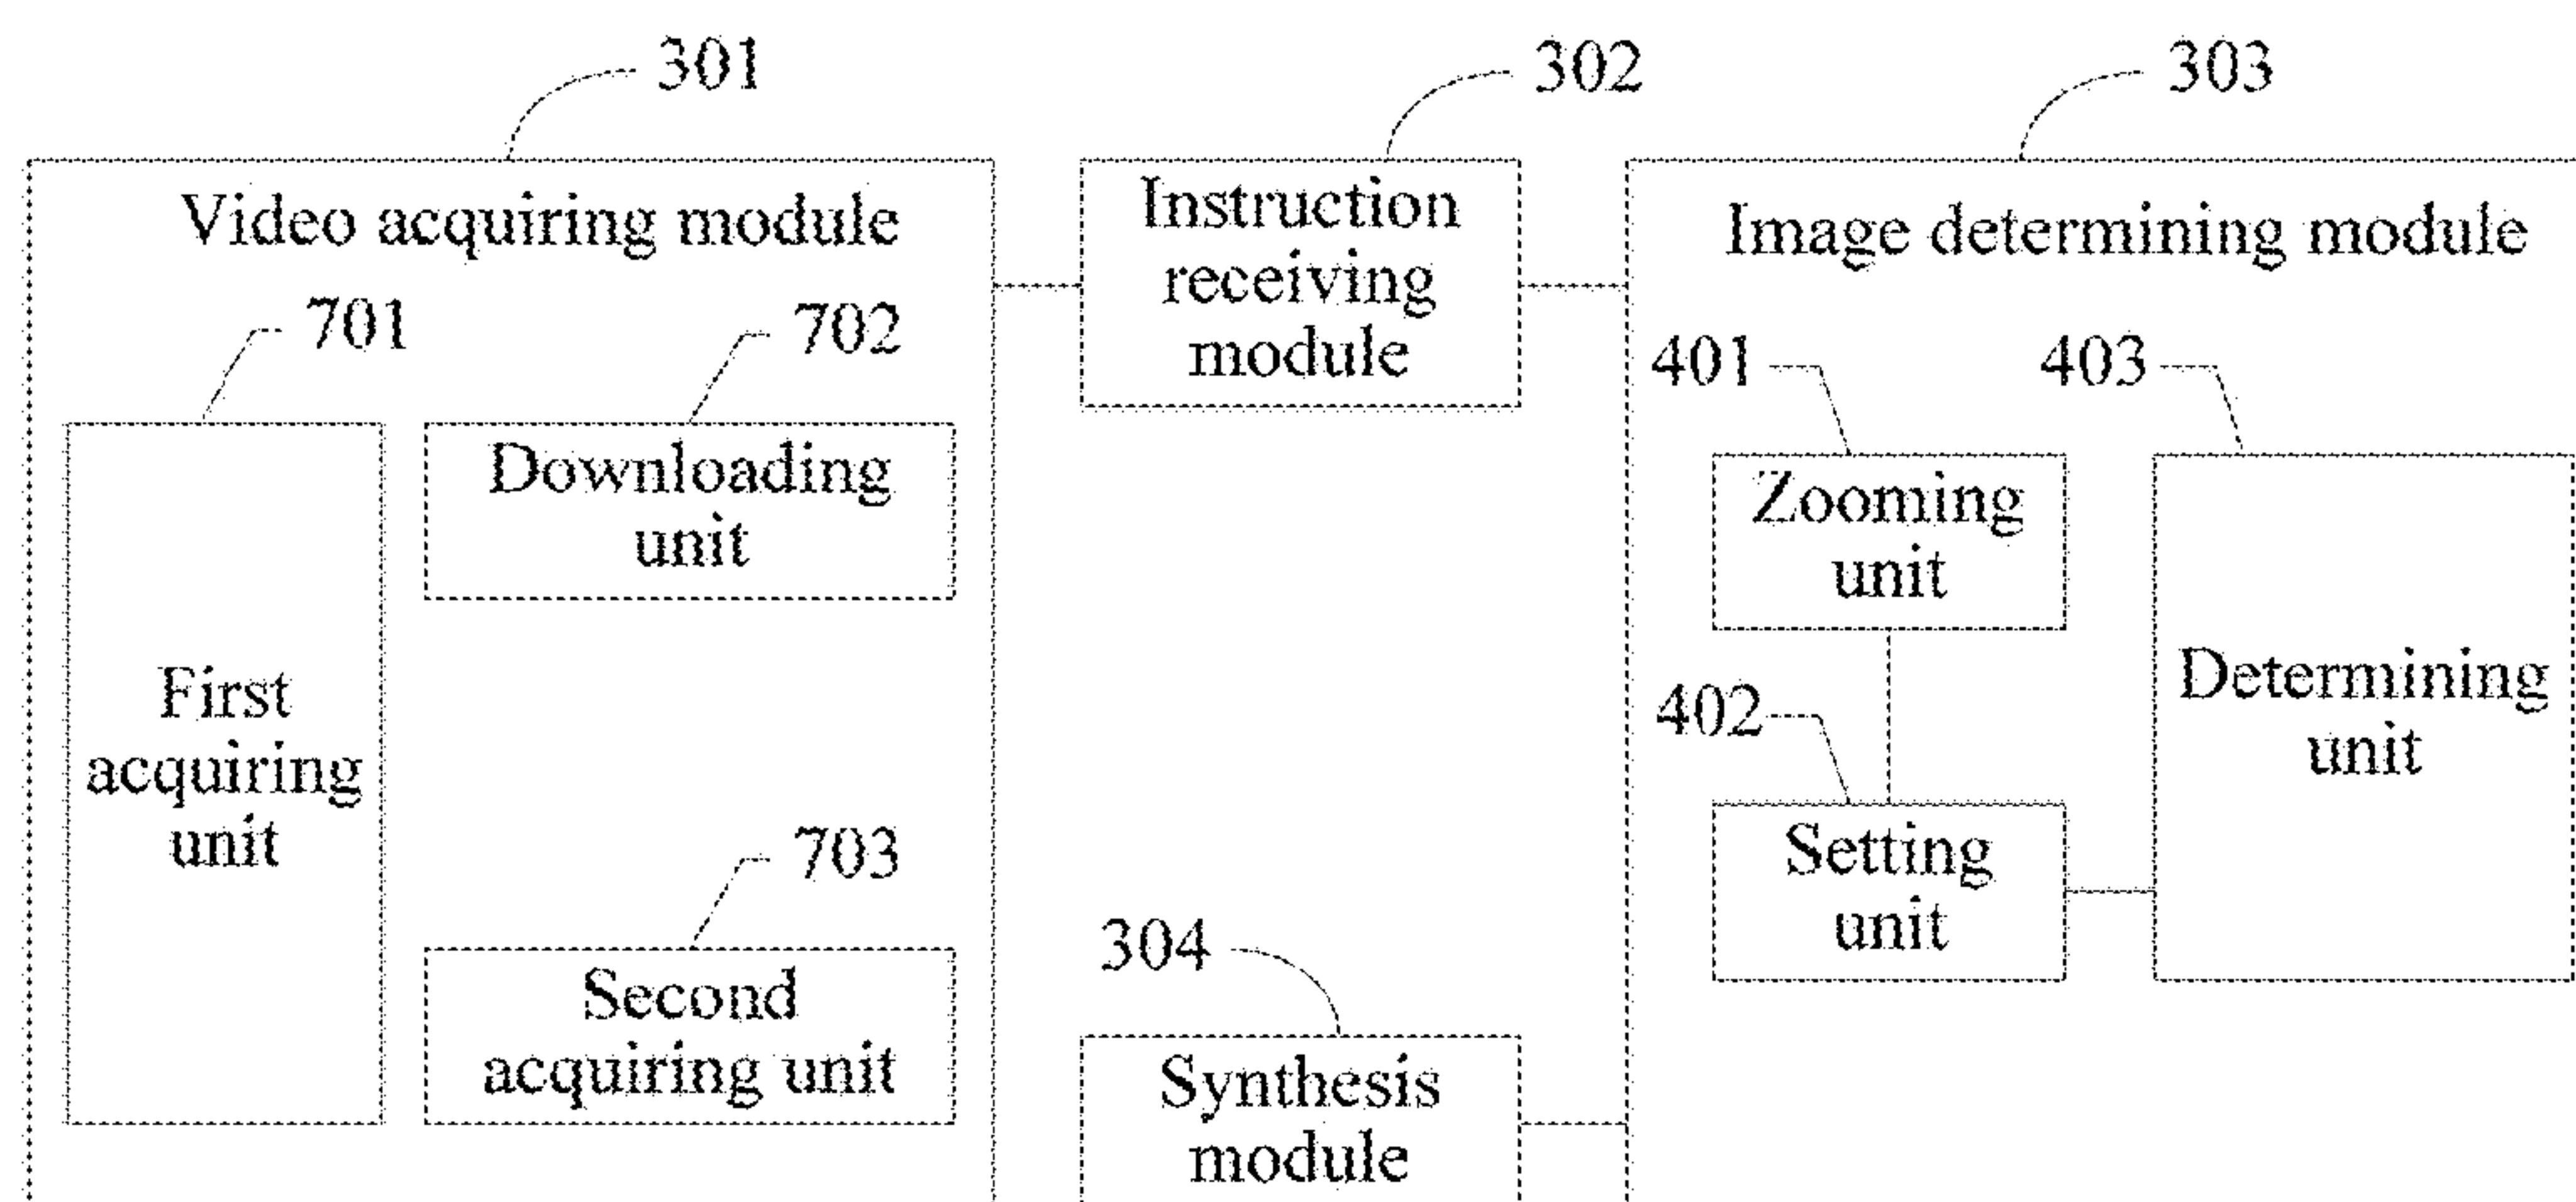 301
302
303
Video acquiring module
Instruction
receiving
module
Image determining module
701
702
401
403
Downloading
unit
Zooming
unit
First
acquiring
unit
402
Determining
unit
703
Setting
unit
304
Second
acquiring unit
Synthesis
module